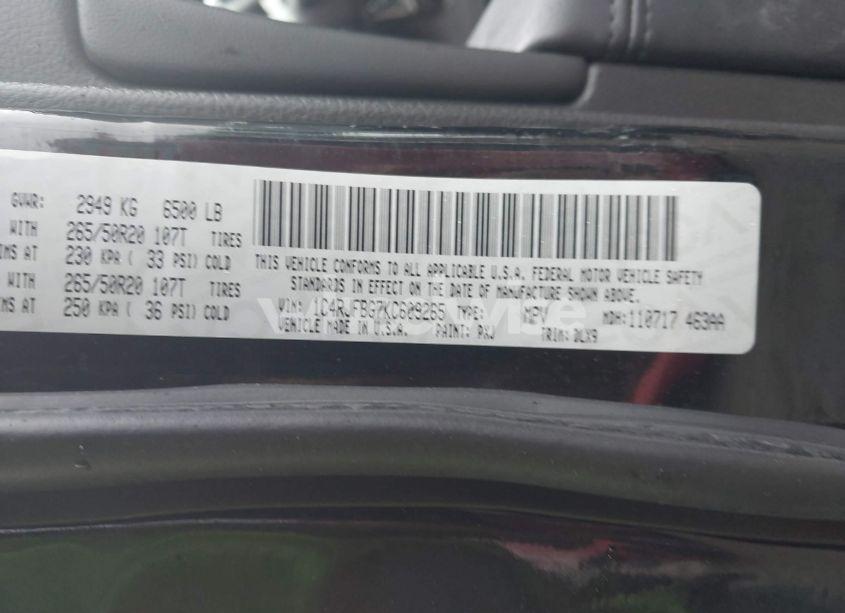 GVWR: 2949 KG 6500 LB
WITH 265/50R20 107T TIRES
IMS AT 230 KPA ( 33 PSI) COLD
WITH 265/50R20 107T TIRES
IMS AT 250 KPA ( 36 PSI) COLD
THIS VEHICLE CONFORMS TO ALL APPLICABLE U.S.A. FEDERAL MOTOR VEHICLE SAFETY
STANDARDS IN EFFECT ON THE DATE OF MANUFACTURE SHOWN ABOVE.
VIN: 1C4RJFBG7KC609265 TYPE: MPV MDH: 110717 463AA
VEHICLE MADE IN U.S.A. PAINT: PXJ TRIM: DLX9